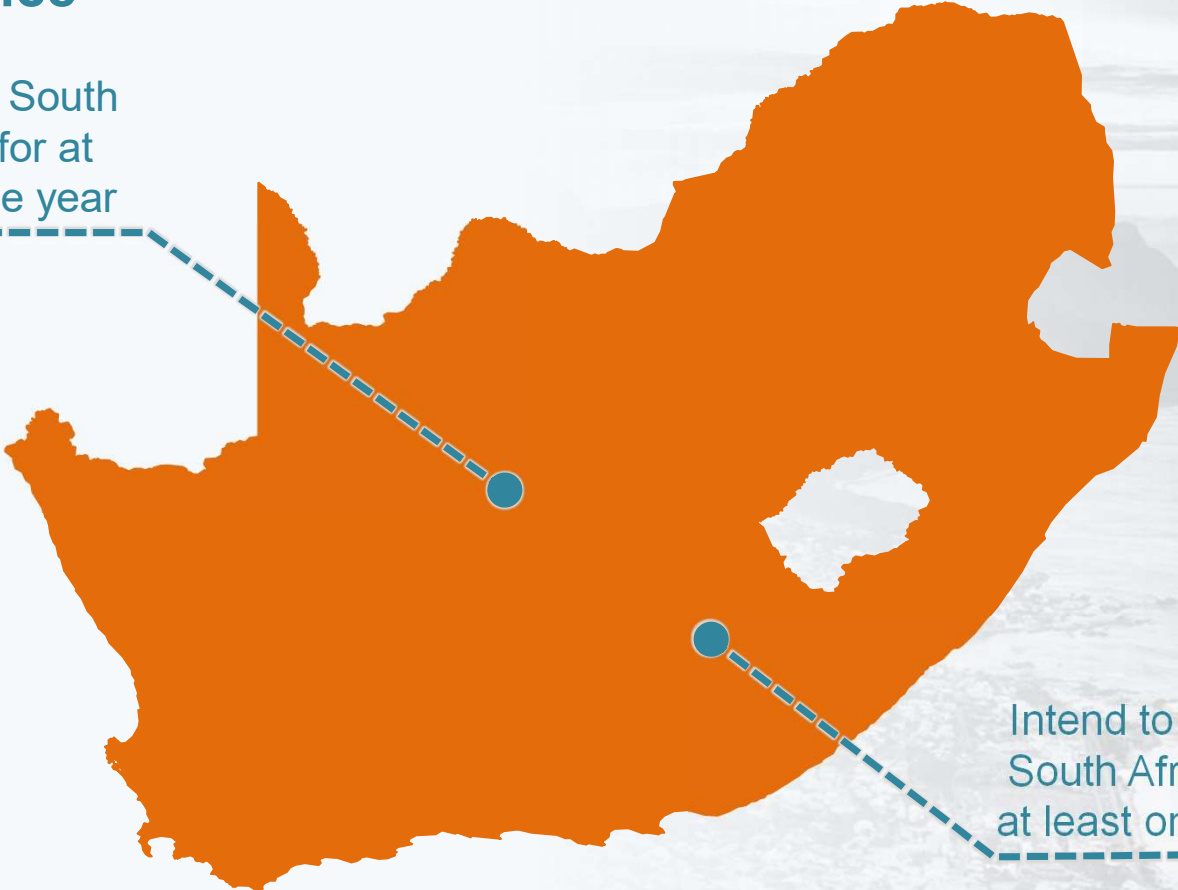 South
for at
e year
Intend to
South Afr
at least or